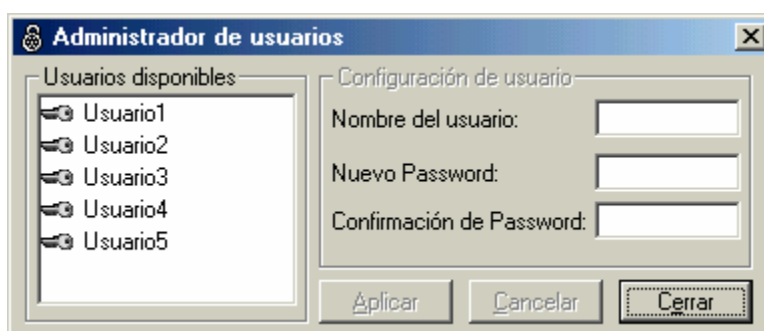 Administrador de usuarios
Usuarios disponibles
Usuario1
Usuario2
Usuario3
Usuario4
Usuario5
Configuración de usuario
Nombre del usuario:
Nuevo Password:
Confirmación de Password:
Aplicar
Cancelar
Cerrar